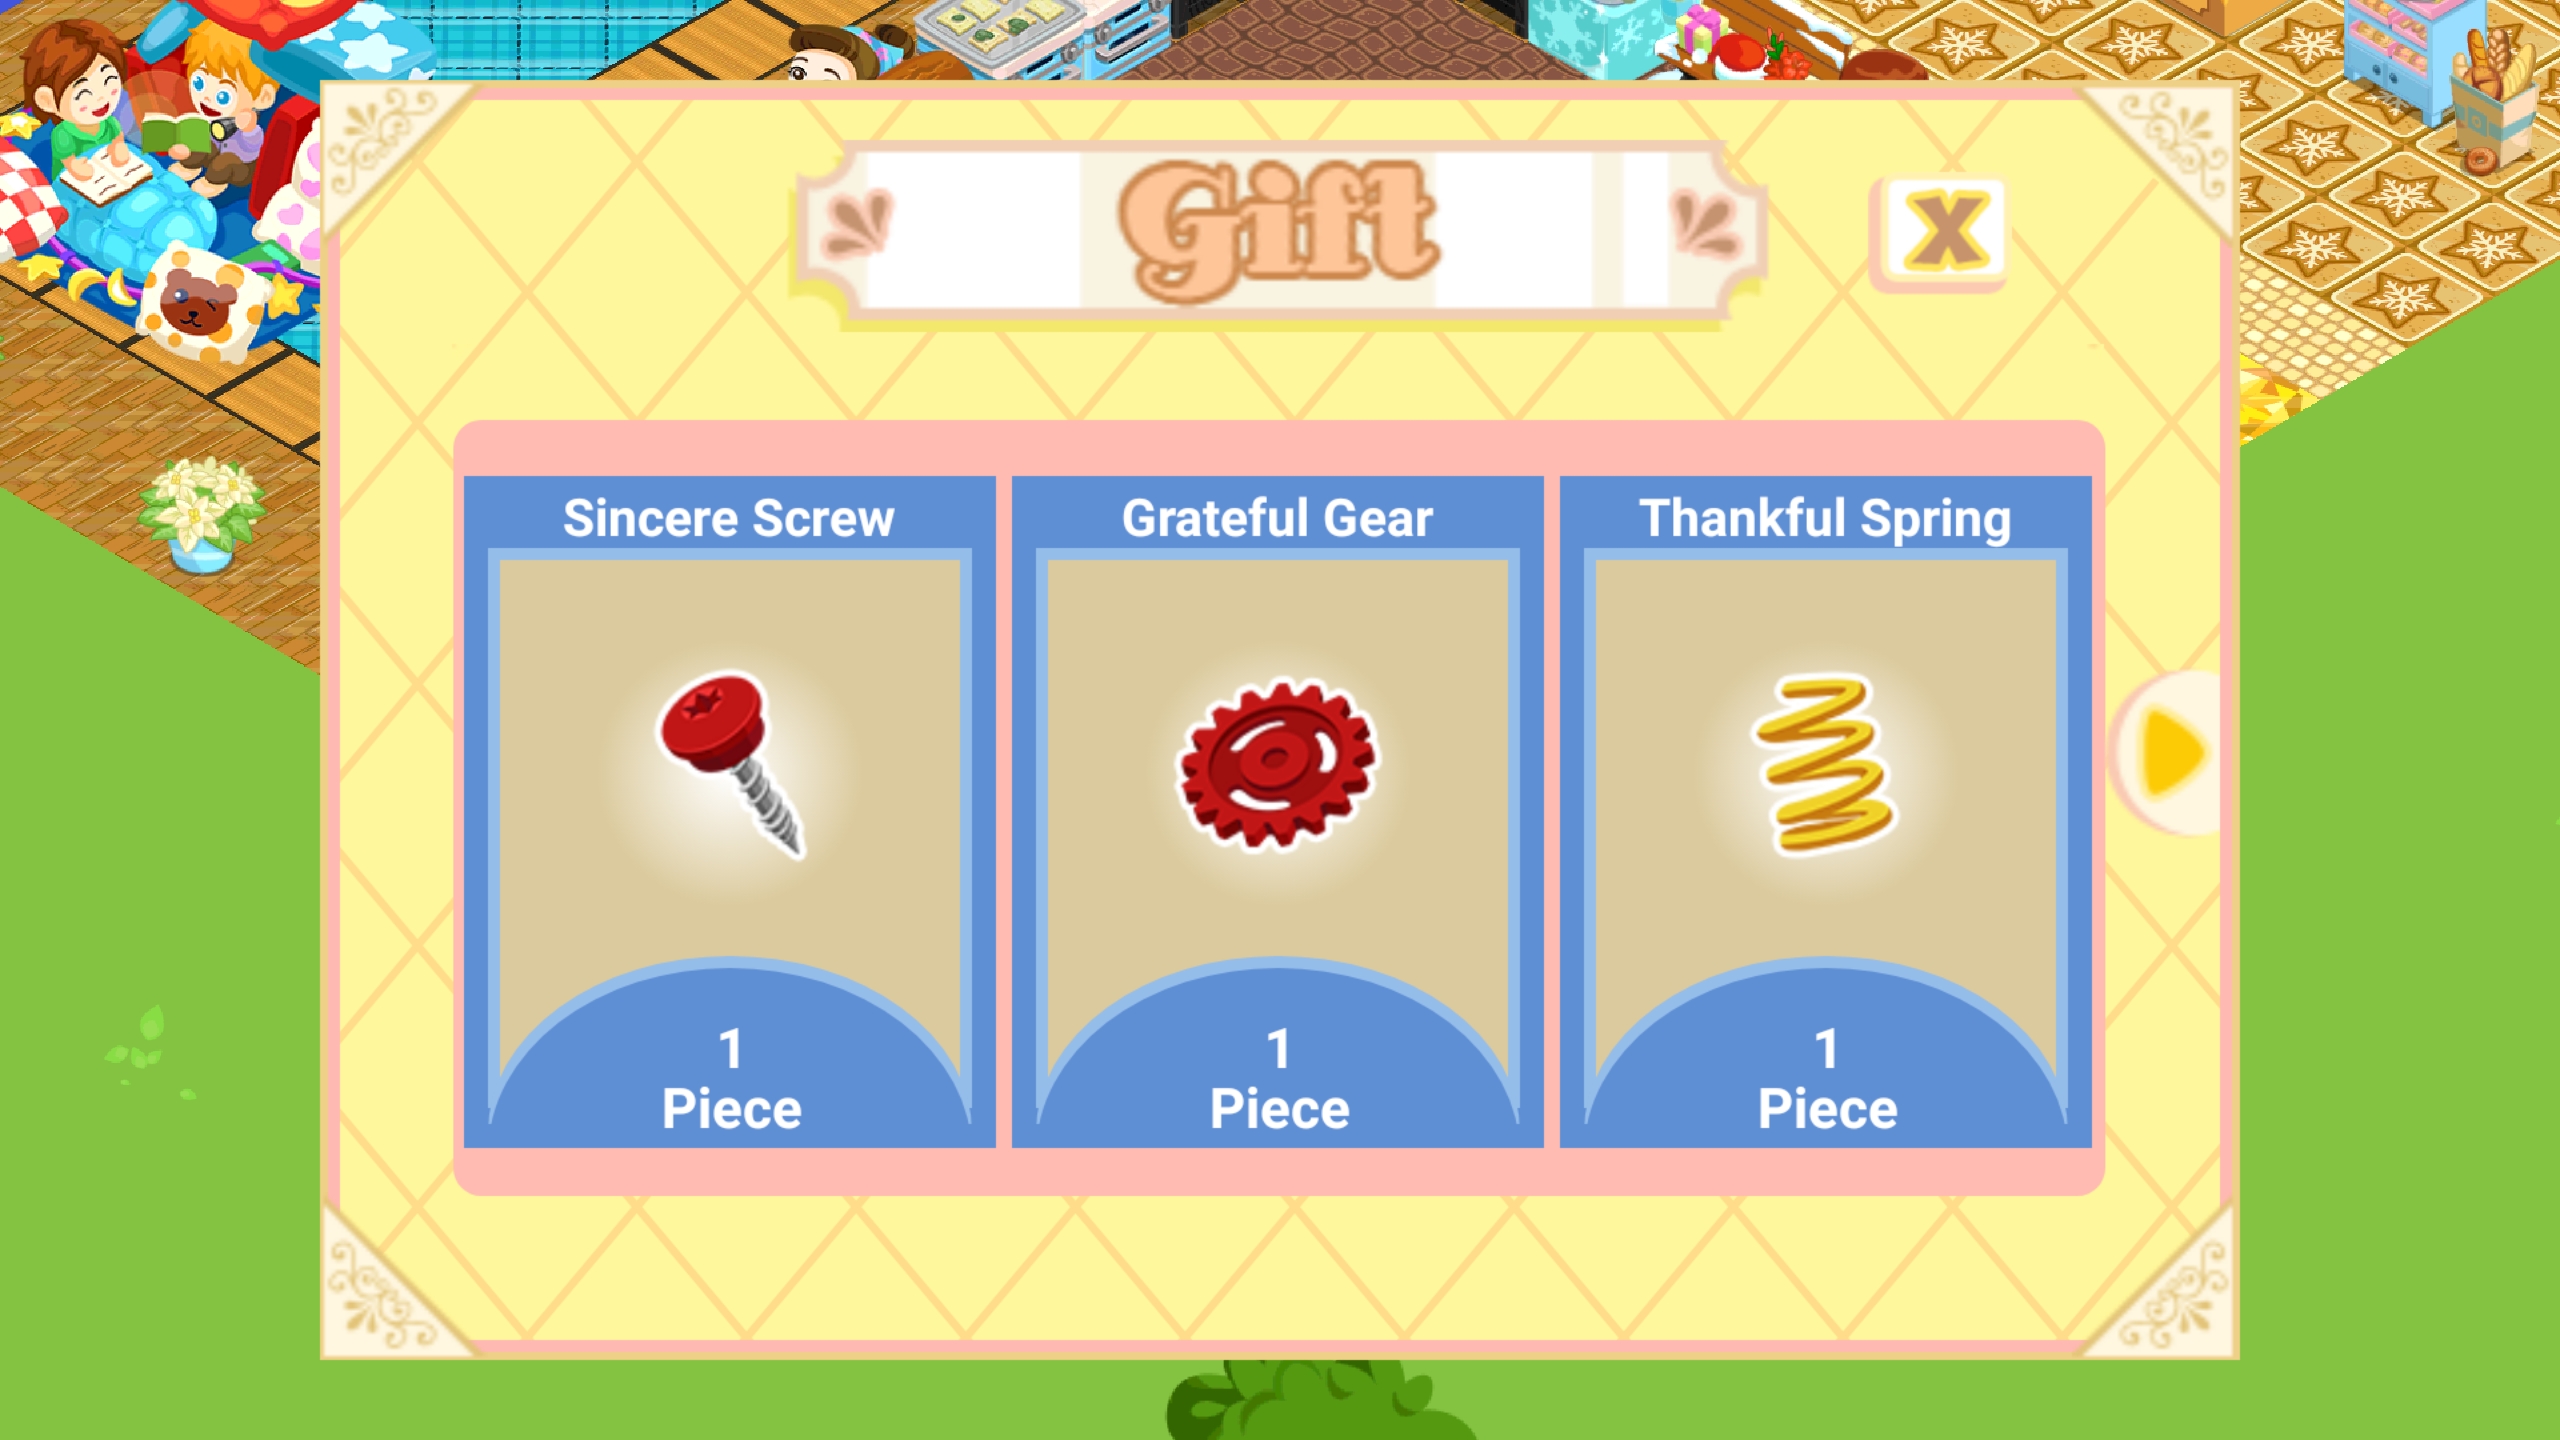 Gift
X
Sincere Screw
1
Piece
Grateful Gear
1
Piece
Thankful Spring
1
Piece